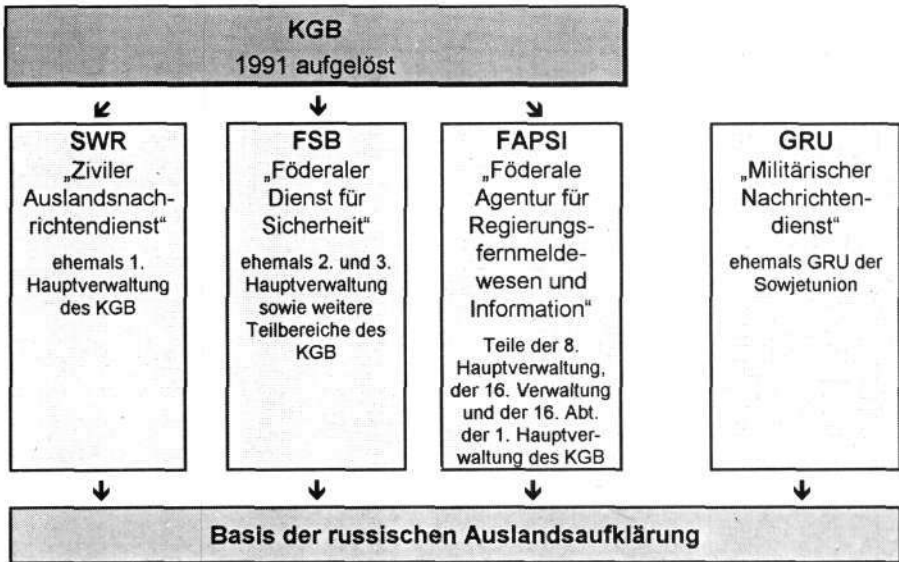 KGB
1991 aufgelöst
SWR
„Ziviler
Auslandsnach-
richtendienst“
ehemals 1.
Hauptverwaltung
des KGB
FSB
„Föderaler
Dienst für
Sicherheit“
ehemals 2. und 3.
Hauptverwaltung
sowie weitere
Teilbereiche des
KGB
FAPSI
„Föderale
Agentur für
Regierungs-
fernmelde-
wesen und
Information“
Teile der 8.
Hauptverwaltung,
der 16. Verwaltung
und der 16. Abt.
der 1. Hauptver-
waltung des KGB
GRU
„Militärischer
Nachrichten-
dienst“
ehemals GRU der
Sowjetunion
Basis der russischen Auslandsaufklärung